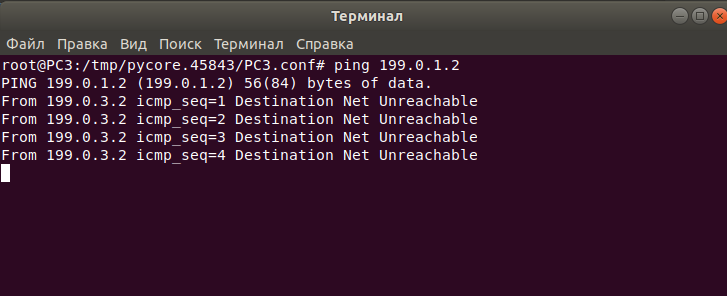 Терминал
Файл Правка Вид Поиск Терминал Справка
root@PC3:/tmp/pycore.45843/PC3.conf# ping 199.0.1.2
PING 199.0.1.2 (199.0.1.2) 56(84) bytes of data.
From 199.0.3.2 icmp_seq=1 Destination Net Unreachable
From 199.0.3.2 icmp_seq=2 Destination Net Unreachable
From 199.0.3.2 icmp_seq=3 Destination Net Unreachable
From 199.0.3.2 icmp_seq=4 Destination Net Unreachable